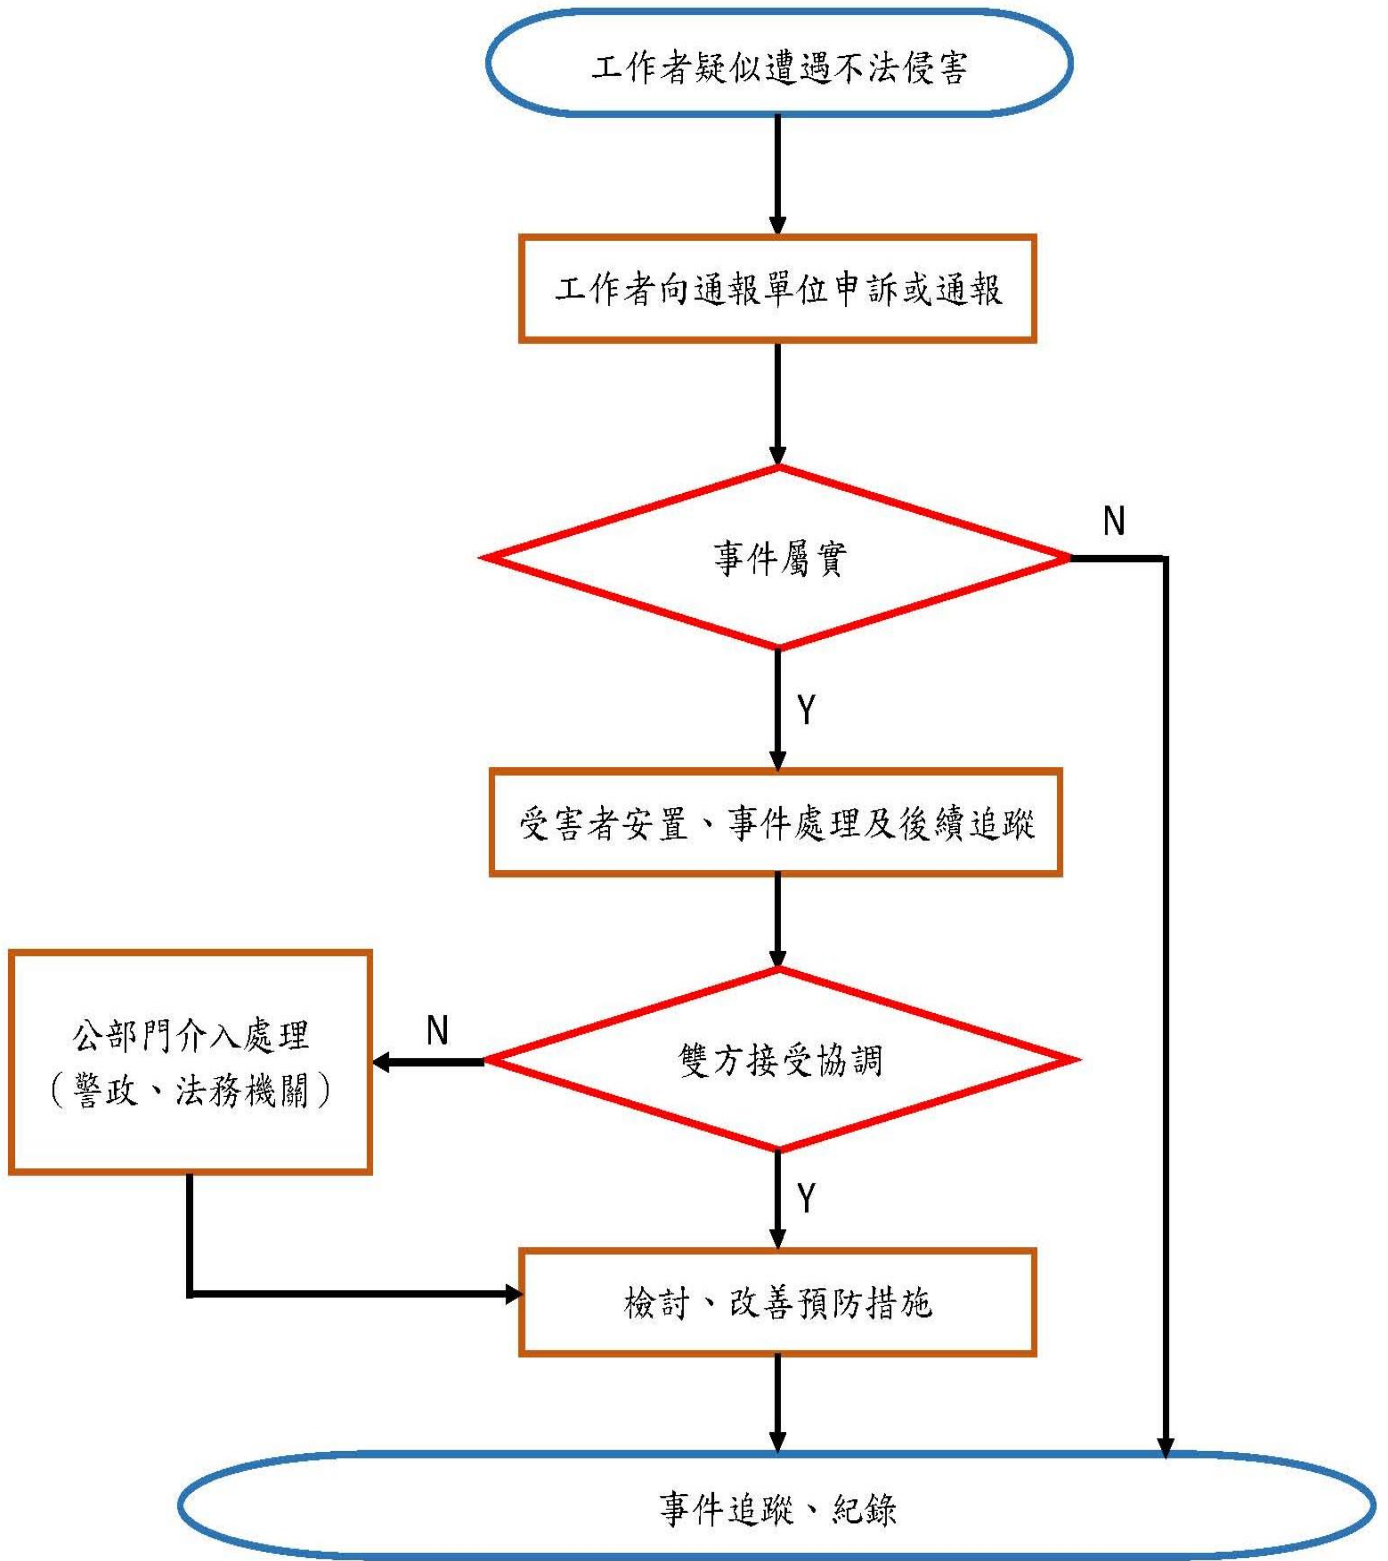 工作者疑似遭遇不法侵害
工作者向通報單位申訴或通報
事件屬實
N
Y
受害者安置、事件處理及後續追蹤
公部門介入處理
（警政、法務機關）
N
雙方接受協調
Y
檢討、改善預防措施
事件追蹤、紀錄